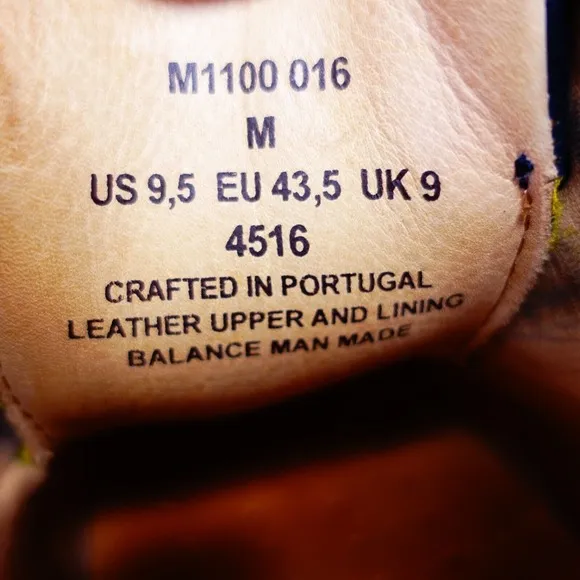 M1100 016
M
US 9,5 EU 43,5 UK 9
4516
CRAFTED IN PORTUGAL
LEATHER UPPER AND LINING
BALANCE MAN MADE